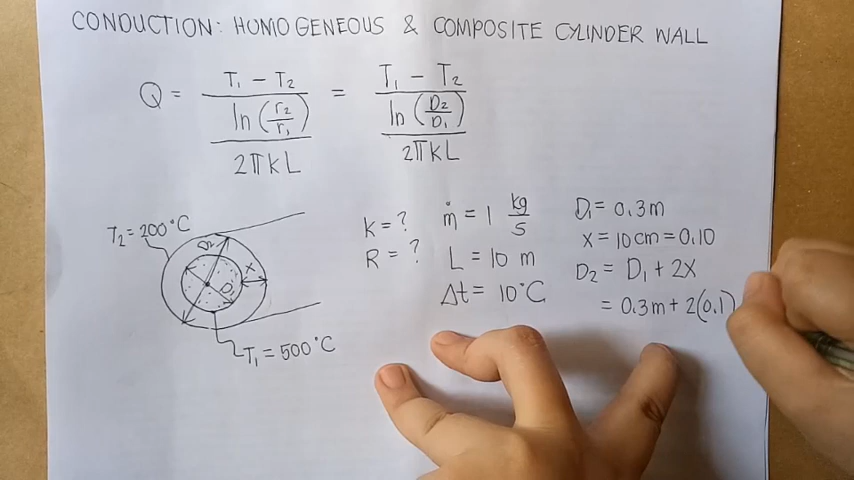 CONDUCTION: HOMOGENEOUS & COMPOSITE CYLINDER WALL
Q = (T₁ - T₂) / (ln(r₂/r₁) / 2πkL) = (T₁ - T₂) / (ln(D₂/D₁) / 2πkL)
T₂ = 200°C
D₂
D₁
x
T₁ = 500°C
K = ?
R = ?
ṁ = 1 kg/s
L = 10 m
Δt = 10°C
D₁ = 0.3m
x = 10cm = 0.10
D₂ = D₁ + 2x
= 0.3m + 2(0.1)